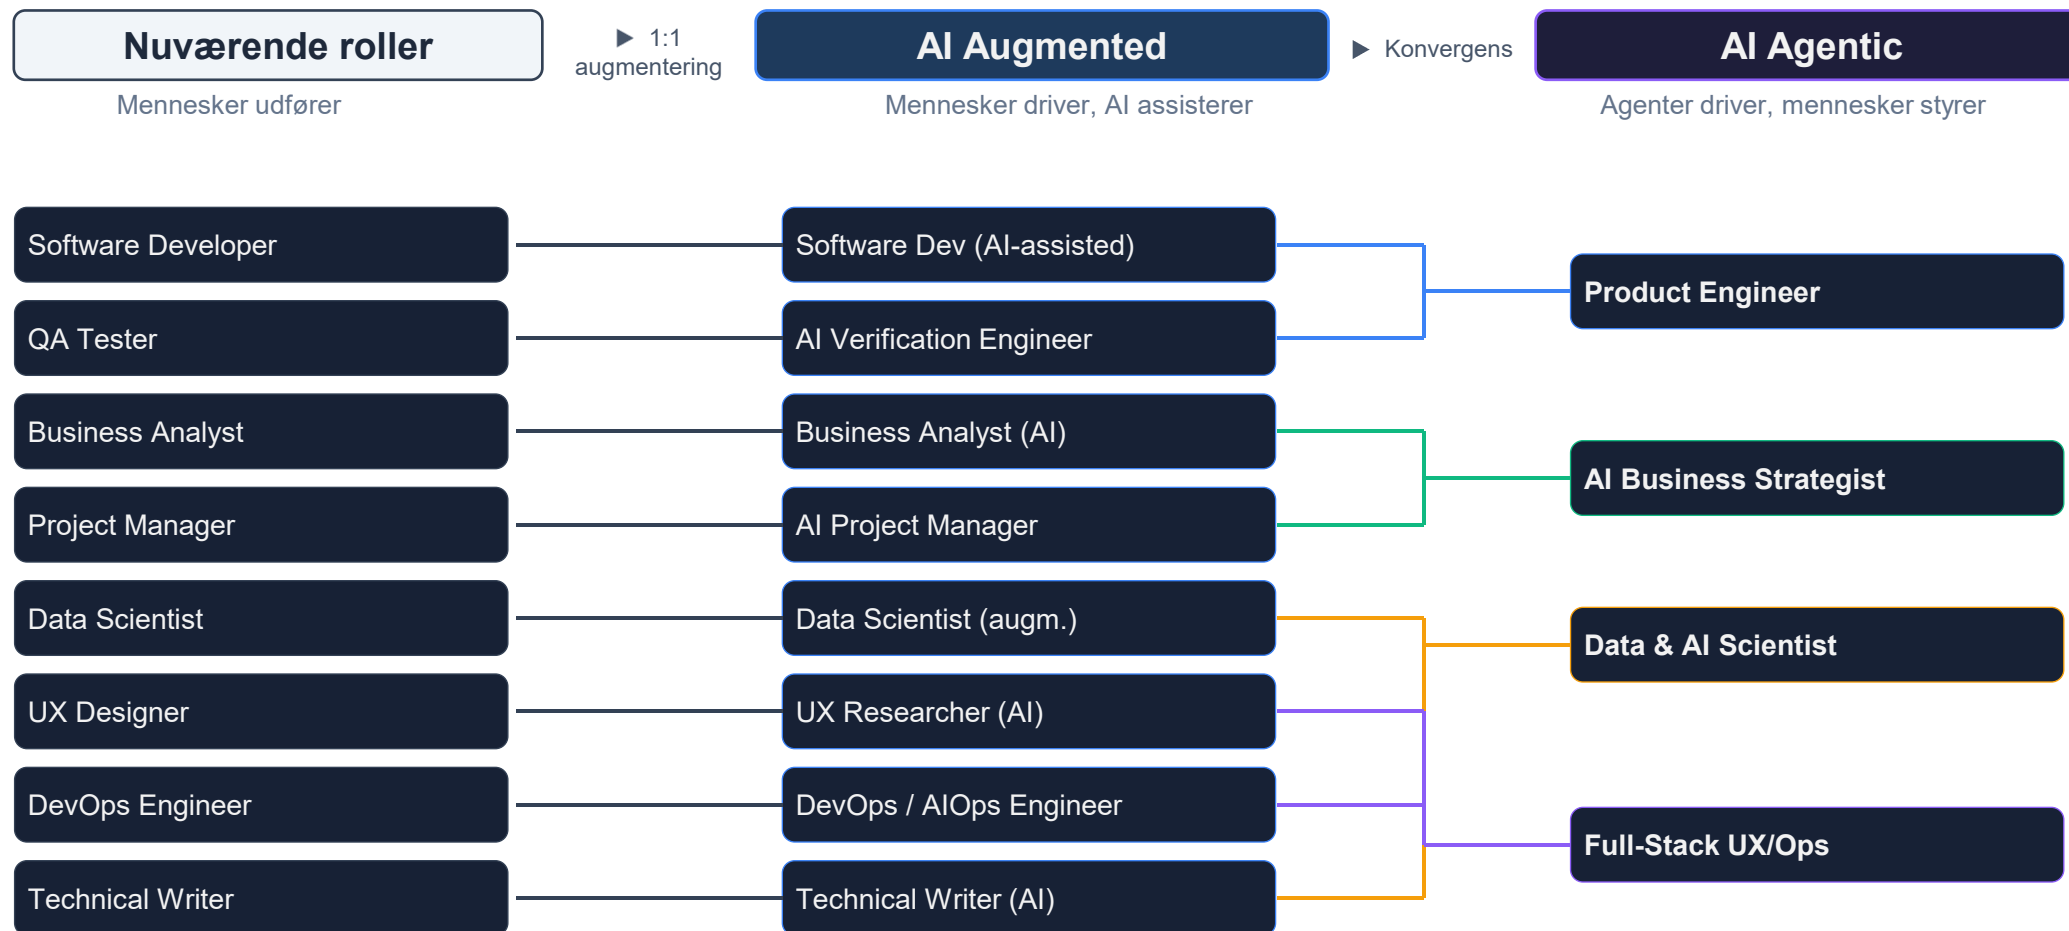 Nuværende roller
▶ 1:1
augmentering
AI Augmented
▶ Konvergens
AI Agentic
Mennesker udfører
Mennesker driver, AI assisterer
Agenter driver, mennesker styrer
Software Developer
Software Dev (AI-assisted)
Product Engineer
QA Tester
AI Verification Engineer
Business Analyst
Business Analyst (AI)
AI Business Strategist
Project Manager
AI Project Manager
Data Scientist
Data Scientist (augm.)
Data & AI Scientist
UX Designer
UX Researcher (AI)
DevOps Engineer
DevOps / AIOps Engineer
Full-Stack UX/Ops
Technical Writer
Technical Writer (AI)